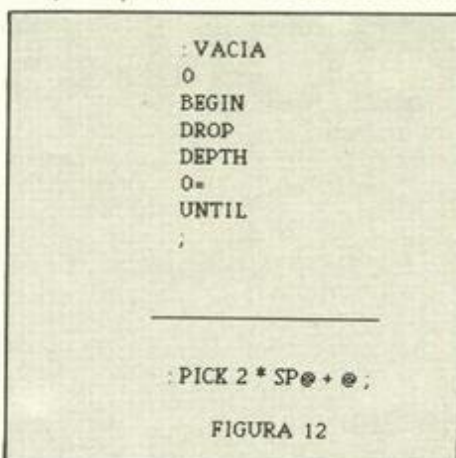 : VACIA
0
BEGIN
DROP
DEPTH
0=
UNTIL
;
: PICK 2 * SP@ + @ ;
FIGURA 12